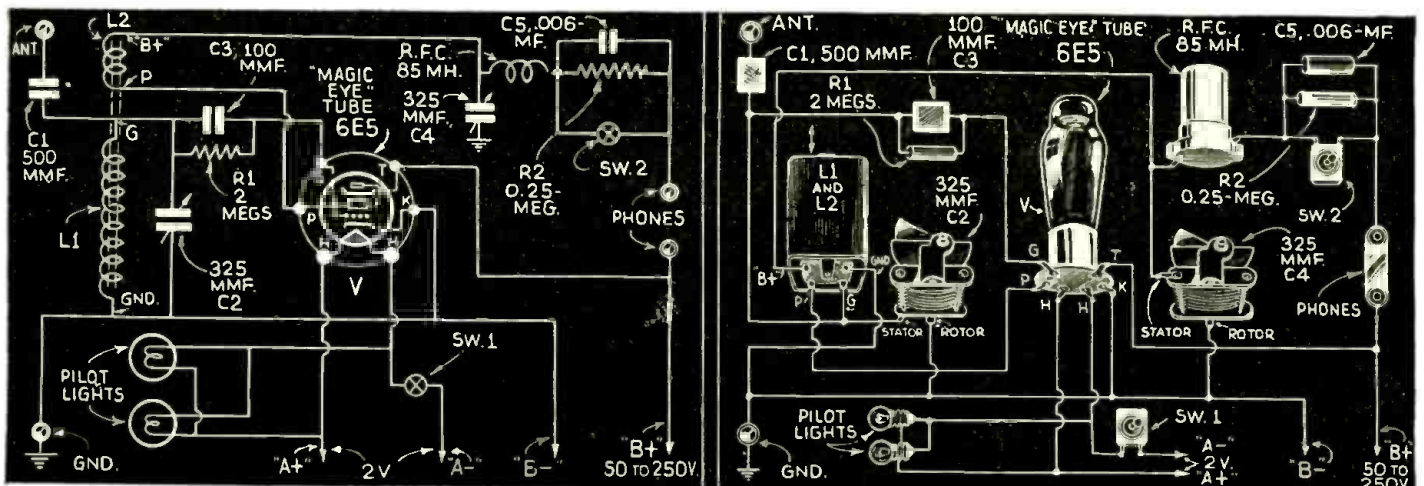 ANT.
L2
"B+"
P
C3, 100
MMF.
G
C1
500
MMF.
R1
2
MEGS
L1
325
MMF.
C2
GND.
"MAGIC
EYE"
TUBE
6E5
T
P
K
V
R.F.C.
85 MH.
325
MMF.
C4
C5, .006-
MF.
R2
0.25-
MEG.
SW.2
PHONES
SW.1
PILOT
LIGHTS
GND.
"A+"
2V
"A-"
"B-"
"B+
50 TO 250V.
ANT.
C1, 500 MMF.
100
MMF.
C3
"MAGIC EYE" TUBE
6E5
R.F.C.
85 MH.
C5, .006-MF.
R1
2 MEGS.
L1
AND
L2
325
MMF.
C2
V
R2
0.25-MEG.
SW.2
"B+"
P
G
GND
STATOR
ROTOR
G
P
H
H
T
K
325
MMF.
C4
STATOR
ROTOR
PHONES
PILOT
LIGHTS
GND.
SW.1
"A-"
2 V.
"A+"
"B-"
"B+
50 TO
250V.